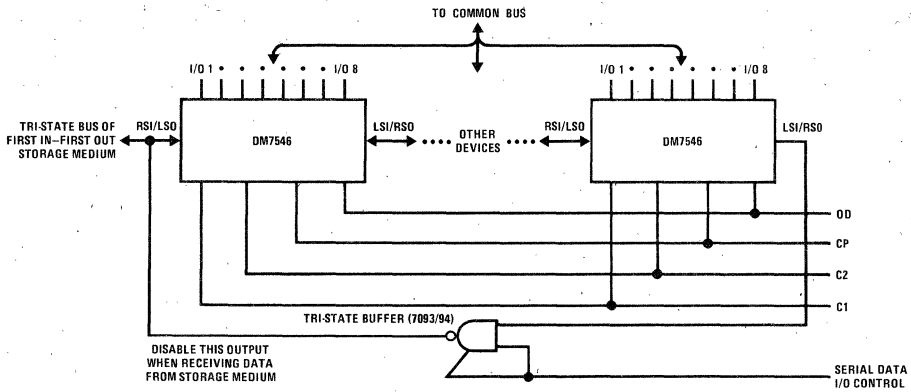 TO COMMON BUS
I/O 1 • • • • • • I/O 8
I/O 1 • • • • • • I/O 8
TRI-STATE BUS OF
FIRST IN–FIRST OUT
STORAGE MEDIUM
RSI/LSO
DM7546
LSI/RSO
•••• OTHER ••••
DEVICES
RSI/LSO
DM7546
LSI/RSO
OD
CP
C2
C1
TRI-STATE BUFFER (7093/94)
DISABLE THIS OUTPUT
WHEN RECEIVING DATA
FROM STORAGE MEDIUM
SERIAL DATA
I/O CONTROL